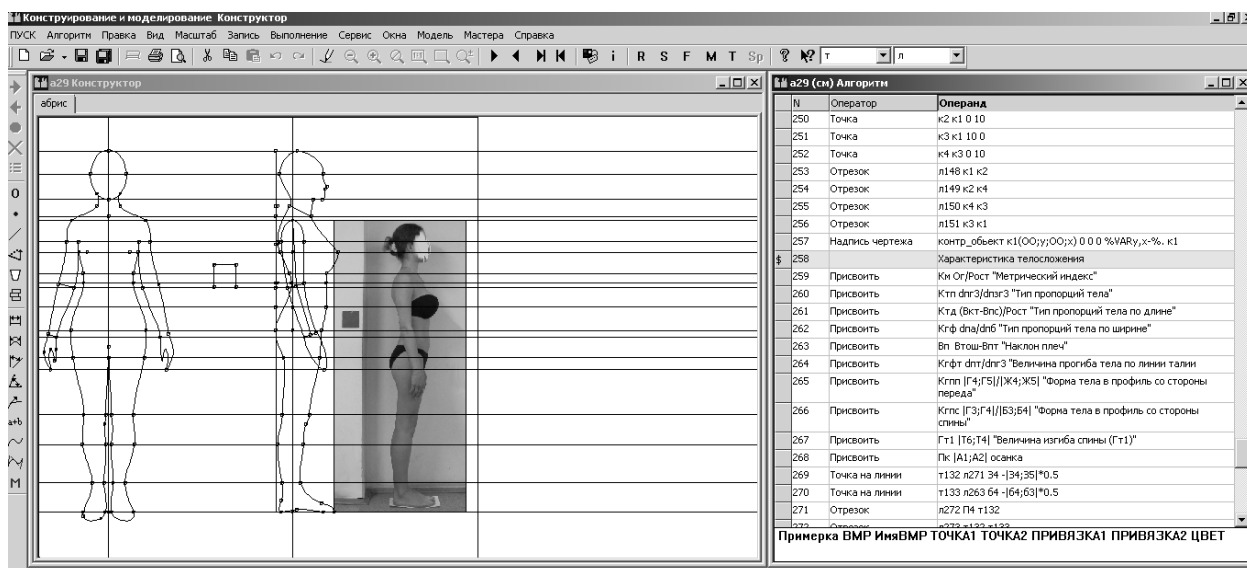 Конструирование и моделирование Конструктор
ПУСК Алгоритм Правка Вид Масштаб Запись Выполнение Сервис Окна Модель Мастера Справка
i R S F M T Sp т л
а29 Конструктор
абрис
0
a+b
M
а29 (см) Алгоритм
N Оператор Операнд
250 Точка к2 к1 0 10
251 Точка к3 к1 10 0
252 Точка к4 к3 0 10
253 Отрезок л148 к1 к2
254 Отрезок л149 к2 к4
255 Отрезок л150 к4 к3
256 Отрезок л151 к3 к1
257 Надпись чертежа контр_объект к1(ОО;у;ОО;х) 0 0 0 %VARy,x-%. к1
$ 258 Характеристика телосложения
259 Присвоить Км Ог/Рост "Метрический индекс"
260 Присвоить Ктп dпг3/dпзг3 "Тип пропорций тела"
261 Присвоить Ктд (Вкт-Впс)/Рост "Тип пропорций тела по длине"
262 Присвоить Кгф dпа/dпб "Тип пропорций тела по ширине"
263 Присвоить Вп Втош-Впт "Наклон плеч"
264 Присвоить Кгфт dпт/dпг3 "Величина прогиба тела по линии талии
265 Присвоить Кгпп |Г4;Г5|/|Ж4;Ж5| "Форма тела в профиль со стороны
переда"
266 Присвоить Кгпс |Г3;Г4|/|Б3;Б4| "Форма тела в профиль со стороны
спины"
267 Присвоить Гт1 |Т6;Т4| "Величина изгиба спины (Гт1)"
268 Присвоить Пк |А1;А2| осанка
269 Точка на линии т132 л271 34 -|34;35|*0.5
270 Точка на линии т133 л263 64 -|64;63|*0.5
271 Отрезок л272 П4 т132
272 Отрезок л273 т132 т133
Примерка BMP ИмяBMP ТОЧКА1 ТОЧКА2 ПРИВЯЗКА1 ПРИВЯЗКА2 ЦВЕТ